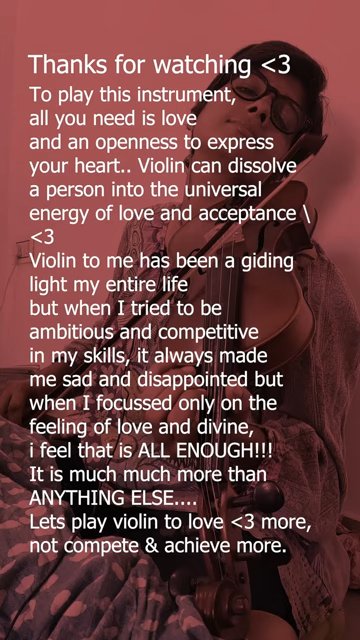 Thanks for watching <3
To play this instrument,
all you need is love
and an openness to express
your heart.. Violin can dissolve
a person into the universal
energy of love and acceptance \
<3
Violin to me has been a giding
light my entire life
but when I tried to be
ambitious and competitive
in my skills, it always made
me sad and disappointed but
when I focussed only on the
feeling of love and divine,
i feel that is ALL ENOUGH!!!
It is much much more than
ANYTHING ELSE....
Lets play violin to love <3 more,
not compete & achieve more.